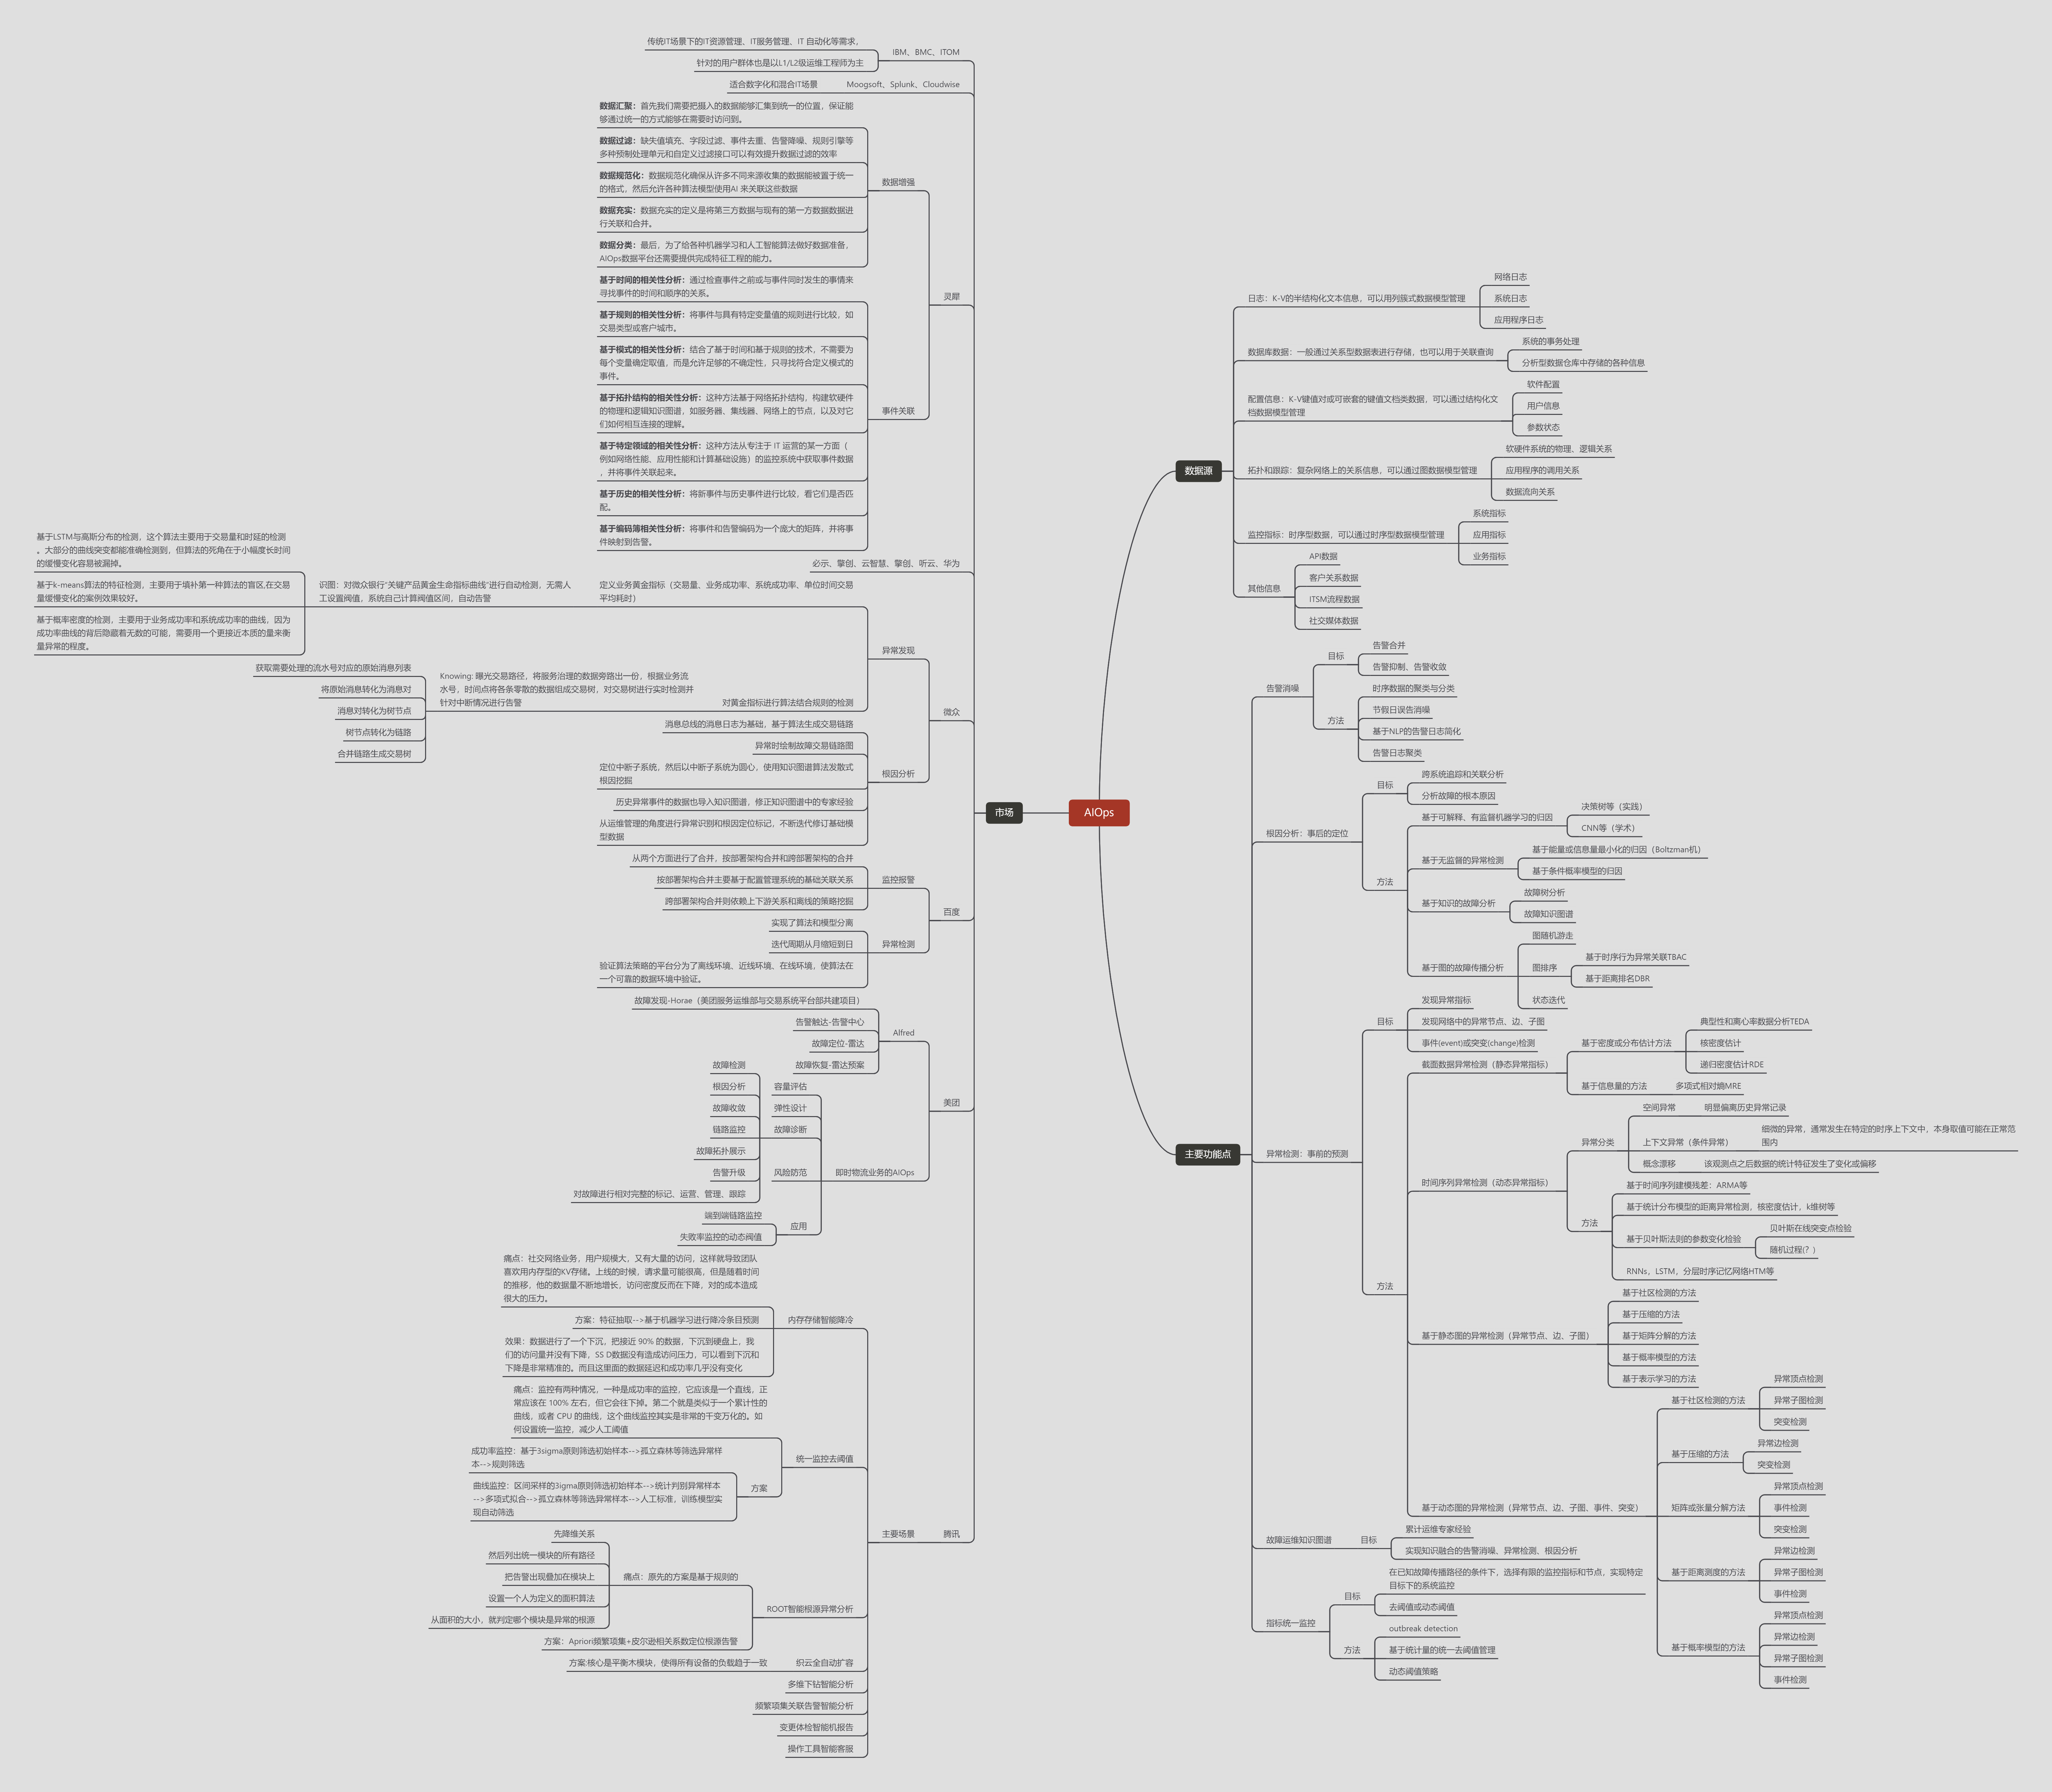 AIOps
市场
IBM、BMC、ITOM
传统IT场景下的IT资源管理、IT服务管理、IT 自动化等需求，
针对的用户群体也是以L1/L2级运维工程师为主
Moogsoft、Splunk、Cloudwise
适合数字化和混合IT场景
灵犀
数据增强
数据汇聚：首先我们需要把摄入的数据能够汇集到统一的位置，保证能
够通过统一的方式能够在需要时访问到。
数据过滤：缺失值填充、字段过滤、事件去重、告警降噪、规则引擎等
多种预制处理单元和自定义过滤接口可以有效提升数据过滤的效率
数据规范化：数据规范化确保从许多不同来源收集的数据能被置于统一
的格式，然后允许各种算法模型使用AI 来关联这些数据
数据充实：数据充实的定义是将第三方数据与现有的第一方数据数据进
行关联和合并。
数据分类：最后，为了给各种机器学习和人工智能算法做好数据准备，
AIOps数据平台还需要提供完成特征工程的能力。
事件关联
基于时间的相关性分析：通过检查事件之前或与事件同时发生的事情来
寻找事件的时间和顺序的关系。
基于规则的相关性分析：将事件与具有特定变量值的规则进行比较，如
交易类型或客户城市。
基于模式的相关性分析：结合了基于时间和基于规则的技术，不需要为
每个变量确定取值，而是允许足够的不确定性，只寻找符合定义模式的
事件。
基于拓扑结构的相关性分析：这种方法基于网络拓扑结构，构建软硬件
的物理和逻辑知识图谱，如服务器、集线器、网络上的节点，以及对它
们如何相互连接的理解。
基于特定领域的相关性分析：这种方法从专注于 IT 运营的某一方面（
例如网络性能、应用性能和计算基础设施）的监控系统中获取事件数据
，并将事件关联起来。
基于历史的相关性分析：将新事件与历史事件进行比较，看它们是否匹
配。
基于编码簿相关性分析：将事件和告警编码为一个庞大的矩阵，并将事
件映射到告警。
必示、擎创、云智慧、擎创、听云、华为
微众
异常发现
定义业务黄金指标（交易量、业务成功率、系统成功率、单位时间交易
平均耗时）
识图：对微众银行“关键产品黄金生命指标曲线”进行自动检测，无需人
工设置阀值，系统自己计算阀值区间，自动告警
基于LSTM与高斯分布的检测，这个算法主要用于交易量和时延的检测
。大部分的曲线突变都能准确检测到，但算法的死角在于小幅度长时间
的缓慢变化容易被漏掉。
基于k-means算法的特征检测，主要用于填补第一种算法的盲区,在交易
量缓慢变化的案例效果较好。
基于概率密度的检测，主要用于业务成功率和系统成功率的曲线，因为
成功率曲线的背后隐藏着无数的可能，需要用一个更接近本质的量来衡
量异常的程度。
对黄金指标进行算法结合规则的检测
Knowing: 曝光交易路径，将服务治理的数据旁路出一份，根据业务流
水号，时间点将各条零散的数据组成交易树，对交易树进行实时检测并
针对中断情况进行告警
获取需要处理的流水号对应的原始消息列表
将原始消息转化为消息对
消息对转化为树节点
树节点转化为链路
合并链路生成交易树
根因分析
消息总线的消息日志为基础，基于算法生成交易链路
异常时绘制故障交易链路图
定位中断子系统，然后以中断子系统为圆心，使用知识图谱算法发散式
根因挖掘
历史异常事件的数据也导入知识图谱，修正知识图谱中的专家经验
从运维管理的角度进行异常识别和根因定位标记，不断迭代修订基础模
型数据
百度
监控报警
从两个方面进行了合并，按部署架构合并和跨部署架构的合并
按部署架构合并主要基于配置管理系统的基础关联关系
跨部署架构合并则依赖上下游关系和离线的策略挖掘
异常检测
实现了算法和模型分离
迭代周期从月缩短到日
验证算法策略的平台分为了离线环境、近线环境、在线环境，使算法在
一个可靠的数据环境中验证。
美团
Alfred
故障发现-Horae（美团服务运维部与交易系统平台部共建项目）
告警触达-告警中心
故障定位-雷达
故障恢复-雷达预案
即时物流业务的AIOps
容量评估
弹性设计
故障诊断
故障检测
根因分析
故障收敛
链路监控
故障拓扑展示
告警升级
对故障进行相对完整的标记、运营、管理、跟踪
风险防范
应用
端到端链路监控
失败率监控的动态阀值
腾讯
主要场景
内存存储智能降冷
痛点：社交网络业务，用户规模大，又有大量的访问，这样就导致团队
喜欢用内存型的KV存储。上线的时候，请求量可能很高，但是随着时间
的推移，他的数据量不断地增长，访问密度反而在下降，对的成本造成
很大的压力。
方案：特征抽取-->基于机器学习进行降冷条目预测
效果：数据进行了一个下沉，把接近 90% 的数据，下沉到硬盘上，我
们的访问量并没有下降，SS D数据没有造成访问压力，可以看到下沉和
下降是非常精准的。而且这里面的数据延迟和成功率几乎没有变化
统一监控去阈值
痛点：监控有两种情况，一种是成功率的监控，它应该是一个直线，正
常应该在 100% 左右，但它会往下掉。第二个就是类似于一个累计性的
曲线，或者 CPU 的曲线，这个曲线监控其实是非常的千变万化的。如
何设置统一监控，减少人工阈值
方案
成功率监控：基于3sigma原则筛选初始样本-->孤立森林等筛选异常样
本-->规则筛选
曲线监控：区间采样的3igma原则筛选初始样本-->统计判别异常样本
-->多项式拟合-->孤立森林等筛选异常样本-->人工标准，训练模型实
现自动筛选
ROOT智能根源异常分析
痛点：原先的方案是基于规则的
先降维关系
然后列出统一模块的所有路径
把告警出现叠加在模块上
设置一个人为定义的面积算法
从面积的大小，就判定哪个模块是异常的根源
方案：Apriori频繁项集+皮尔逊相关系数定位根源告警
织云全自动扩容
方案:核心是平衡木模块，使得所有设备的负载趋于一致
多维下钻智能分析
频繁项集关联告警智能分析
变更体检智能机报告
操作工具智能客服
数据源
日志：K-V的半结构化文本信息，可以用列簇式数据模型管理
网络日志
系统日志
应用程序日志
数据库数据：一般通过关系型数据表进行存储，也可以用于关联查询
系统的事务处理
分析型数据仓库中存储的各种信息
配置信息：K-V键值对或可嵌套的键值文档类数据，可以通过结构化文
档数据模型管理
软件配置
用户信息
参数状态
拓扑和跟踪：复杂网络上的关系信息，可以通过图数据模型管理
软硬件系统的物理、逻辑关系
应用程序的调用关系
数据流向关系
监控指标：时序型数据，可以通过时序型数据模型管理
系统指标
应用指标
业务指标
其他信息
API数据
客户关系数据
ITSM流程数据
社交媒体数据
主要功能点
告警消噪
目标
告警合并
告警抑制、告警收敛
方法
时序数据的聚类与分类
节假日误告消噪
基于NLP的告警日志简化
告警日志聚类
根因分析：事后的定位
目标
跨系统追踪和关联分析
分析故障的根本原因
方法
基于可解释、有监督机器学习的归因
决策树等（实践）
CNN等（学术）
基于无监督的异常检测
基于能量或信息量最小化的归因（Boltzman机）
基于条件概率模型的归因
基于知识的故障分析
故障树分析
故障知识图谱
基于图的故障传播分析
图随机游走
图排序
基于时序行为异常关联TBAC
基于距离排名DBR
状态迭代
异常检测：事前的预测
目标
发现异常指标
发现网络中的异常节点、边、子图
事件(event)或突变(change)检测
方法
截面数据异常检测（静态异常指标）
基于密度或分布估计方法
典型性和离心率数据分析TEDA
核密度估计
递归密度估计RDE
基于信息量的方法
多项式相对熵MRE
时间序列异常检测（动态异常指标）
异常分类
空间异常
明显偏离历史异常记录
上下文异常（条件异常）
细微的异常，通常发生在特定的时序上下文中，本身取值可能在正常范
围内
概念漂移
该观测点之后数据的统计特征发生了变化或偏移
方法
基于时间序列建模残差：ARMA等
基于统计分布模型的距离异常检测，核密度估计，k维树等
基于贝叶斯法则的参数变化检验
贝叶斯在线突变点检验
随机过程(？)
RNNs，LSTM，分层时序记忆网络HTM等
基于静态图的异常检测（异常节点、边、子图）
基于社区检测的方法
基于压缩的方法
基于矩阵分解的方法
基于概率模型的方法
基于表示学习的方法
基于动态图的异常检测（异常节点、边、子图、事件、突变）
基于社区检测的方法
异常顶点检测
异常子图检测
突变检测
基于压缩的方法
异常边检测
突变检测
矩阵或张量分解方法
异常顶点检测
事件检测
突变检测
基于距离测度的方法
异常边检测
异常子图检测
事件检测
基于概率模型的方法
异常顶点检测
异常边检测
异常子图检测
事件检测
故障运维知识图谱
目标
累计运维专家经验
实现知识融合的告警消噪、异常检测、根因分析
指标统一监控
目标
在已知故障传播路径的条件下，选择有限的监控指标和节点，实现特定
目标下的系统监控
去阈值或动态阈值
方法
outbreak detection
基于统计量的统一去阈值管理
动态阈值策略